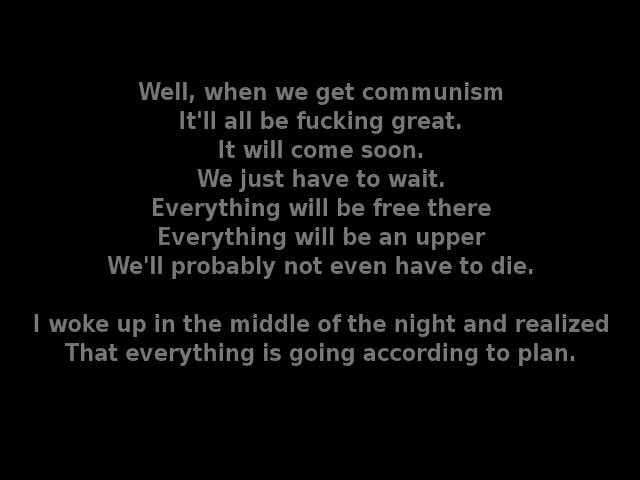 Well, when we get communism
It'll all be fucking great.
It will come soon.
We just have to wait.
Everything will be free there
Everything will be an upper
We'll probably not even have to die.
I woke up in the middle of the night and realized
That everything is going according to plan.